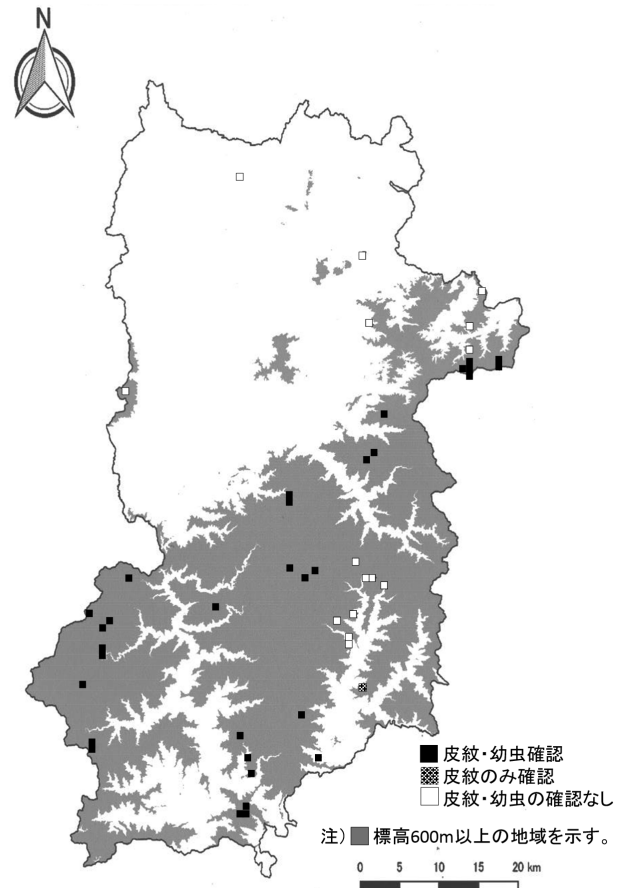 N
皮紋・幼虫確認
皮紋のみ確認
皮紋・幼虫の確認なし
注）標高600m以上の地域を示す。
0 5 10 15 20 km